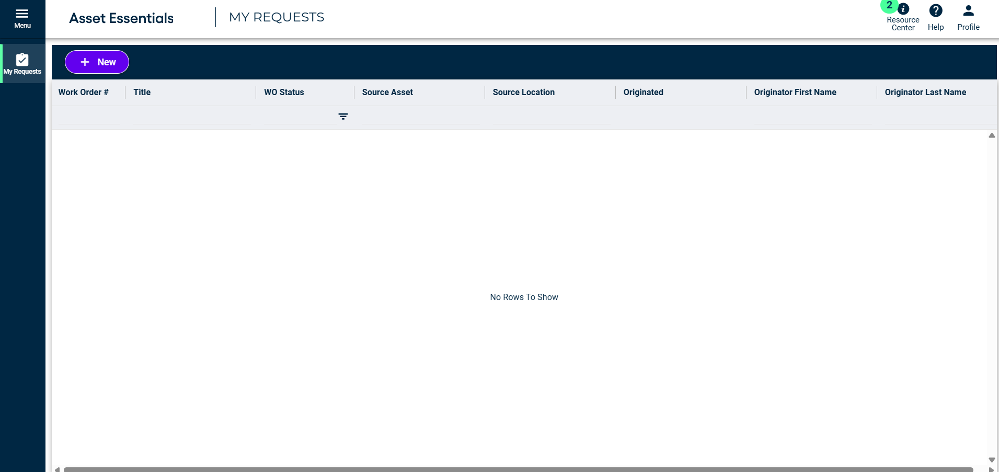 Menu
Asset Essentials
MY REQUESTS
2
Resource
Center
Help
Profile
My Requests
New
Work Order #
Title
WO Status
Source Asset
Source Location
Originated
Originator First Name
Originator Last Name
No Rows To Show